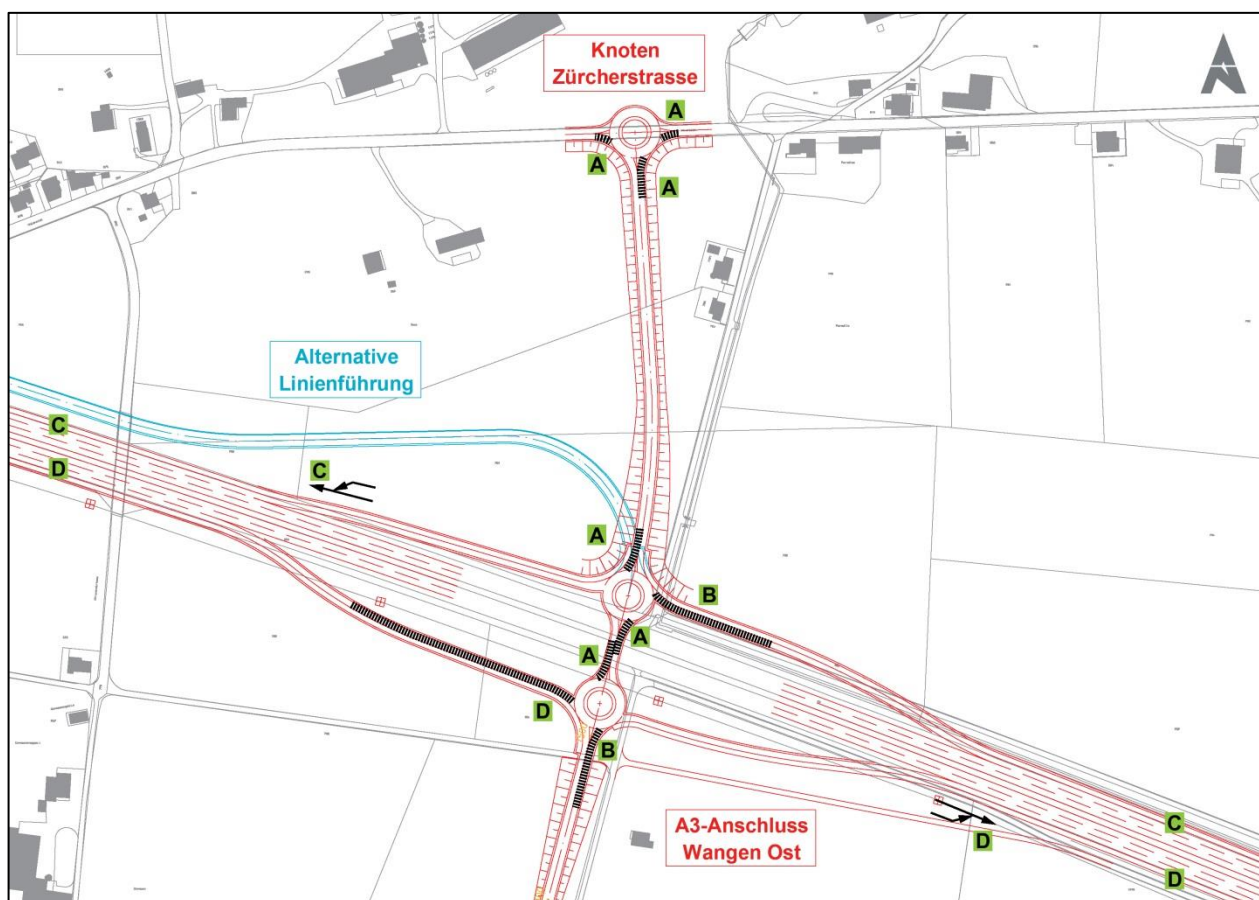 Knoten
Zürcherstrasse
A
A
A
Alternative
Linienführung
C
D
C
A
B
A
A
D
B
A3-Anschluss
Wangen Ost
C
D
D